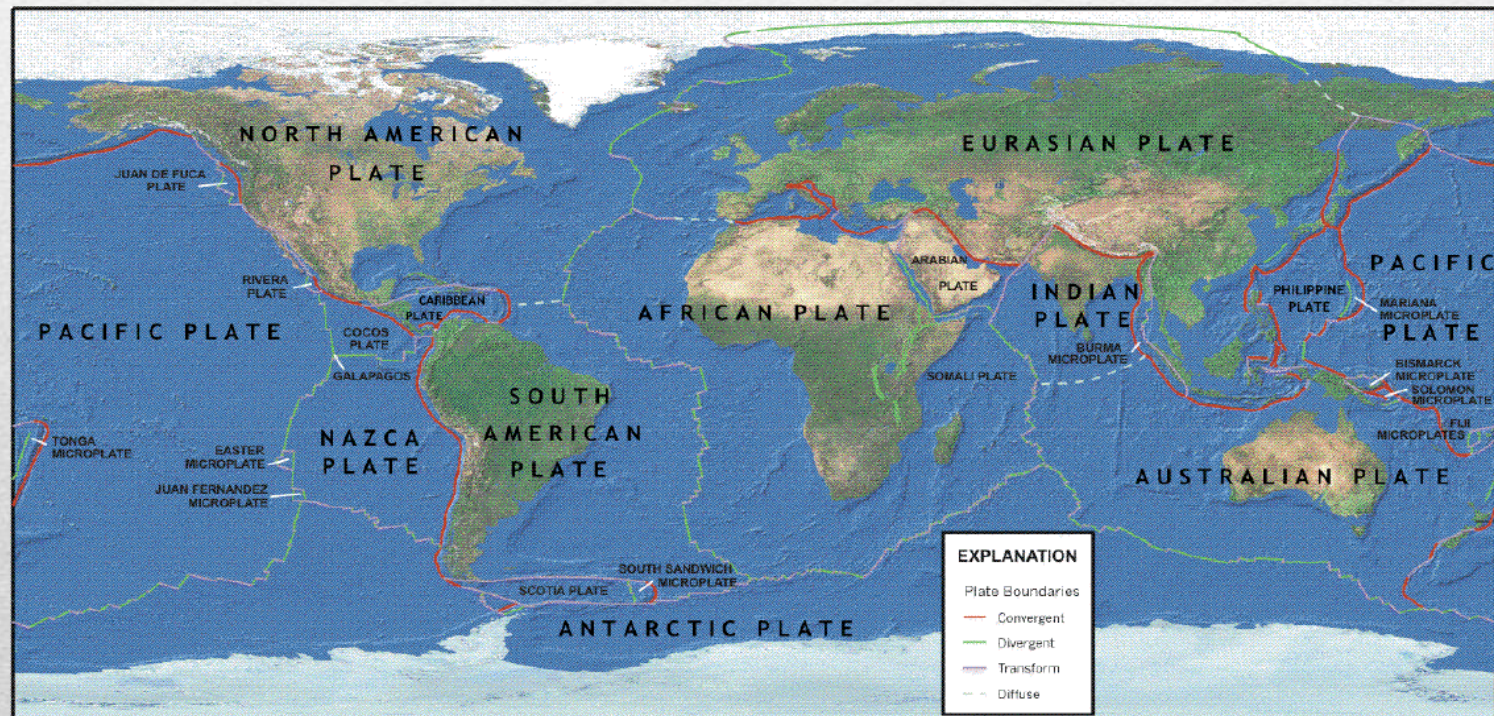 NORTH AMERICAN
PLATE
EURASIAN PLATE
JUAN DE FUCA
PLATE
RIVERA
PLATE
CARIBBEAN
PLATE
PACIFIC PLATE
COCOS
PLATE
GALAPAGOS
AFRICAN PLATE
ARABIAN
PLATE
INDIAN
PLATE
BURMA
MICROPLATE
PHILIPPINE
PLATE
PACIFIC
PLATE
MARIANA
MICROPLATE
BISMARCK
MICROPLATE
SOLOMON
MICROPLATE
FIJI
MICROPLATES
SOMALI PLATE
SOUTH
AMERICAN
PLATE
NAZCA
PLATE
TONGA
MICROPLATE
EASTER
MICROPLATE
JUAN FERNANDEZ
MICROPLATE
AUSTRALIAN PLATE
SOUTH SANDWICH
MICROPLATE
SCOTIA PLATE
ANTARCTIC PLATE
EXPLANATION
Plate Boundaries
Convergent
Divergent
Transform
Diffuse